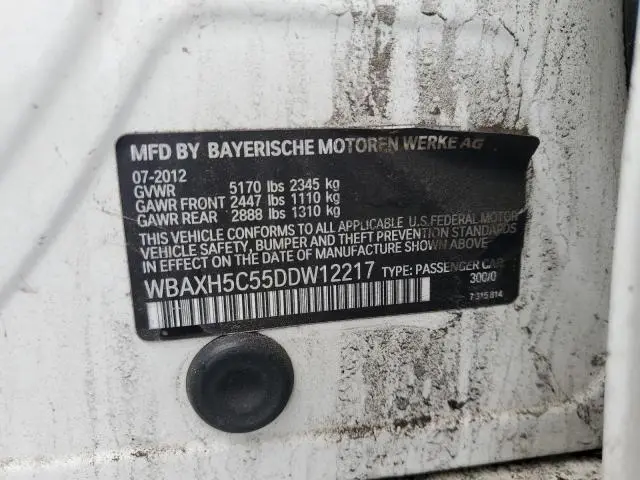 MFD BY BAYERISCHE MOTOREN WERKE AG
07-2012
GVWR 5170 lbs 2345 kg
GAWR FRONT 2447 lbs 1110 kg
GAWR REAR 2888 lbs 1310 kg
THIS VEHICLE CONFORMS TO ALL APPLICABLE U.S.FEDERAL MOTOR
VEHICLE SAFETY, BUMPER, AND THEFT PREVENTION STANDARDS
IN EFFECT ON THE DATE OF MANUFACTURE SHOWN ABOVE.
WBAXH5C55DDW12217 TYPE: PASSENGER CAR
300/0
7 315 814